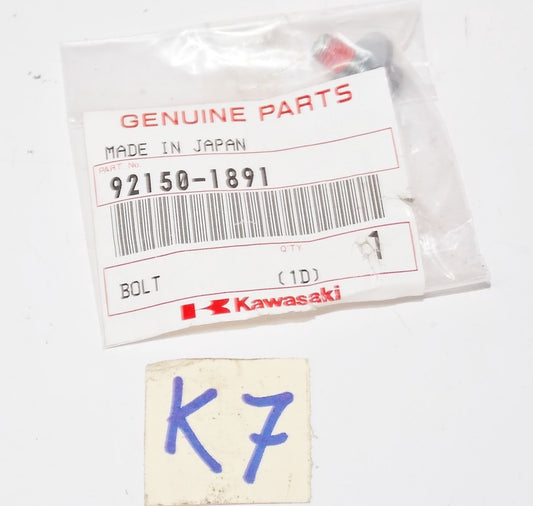 GENUINE PARTS
MADE IN JAPAN
PART No.
92150-1891
QTY 1
BOLT (1D)
Kawasaki
K7